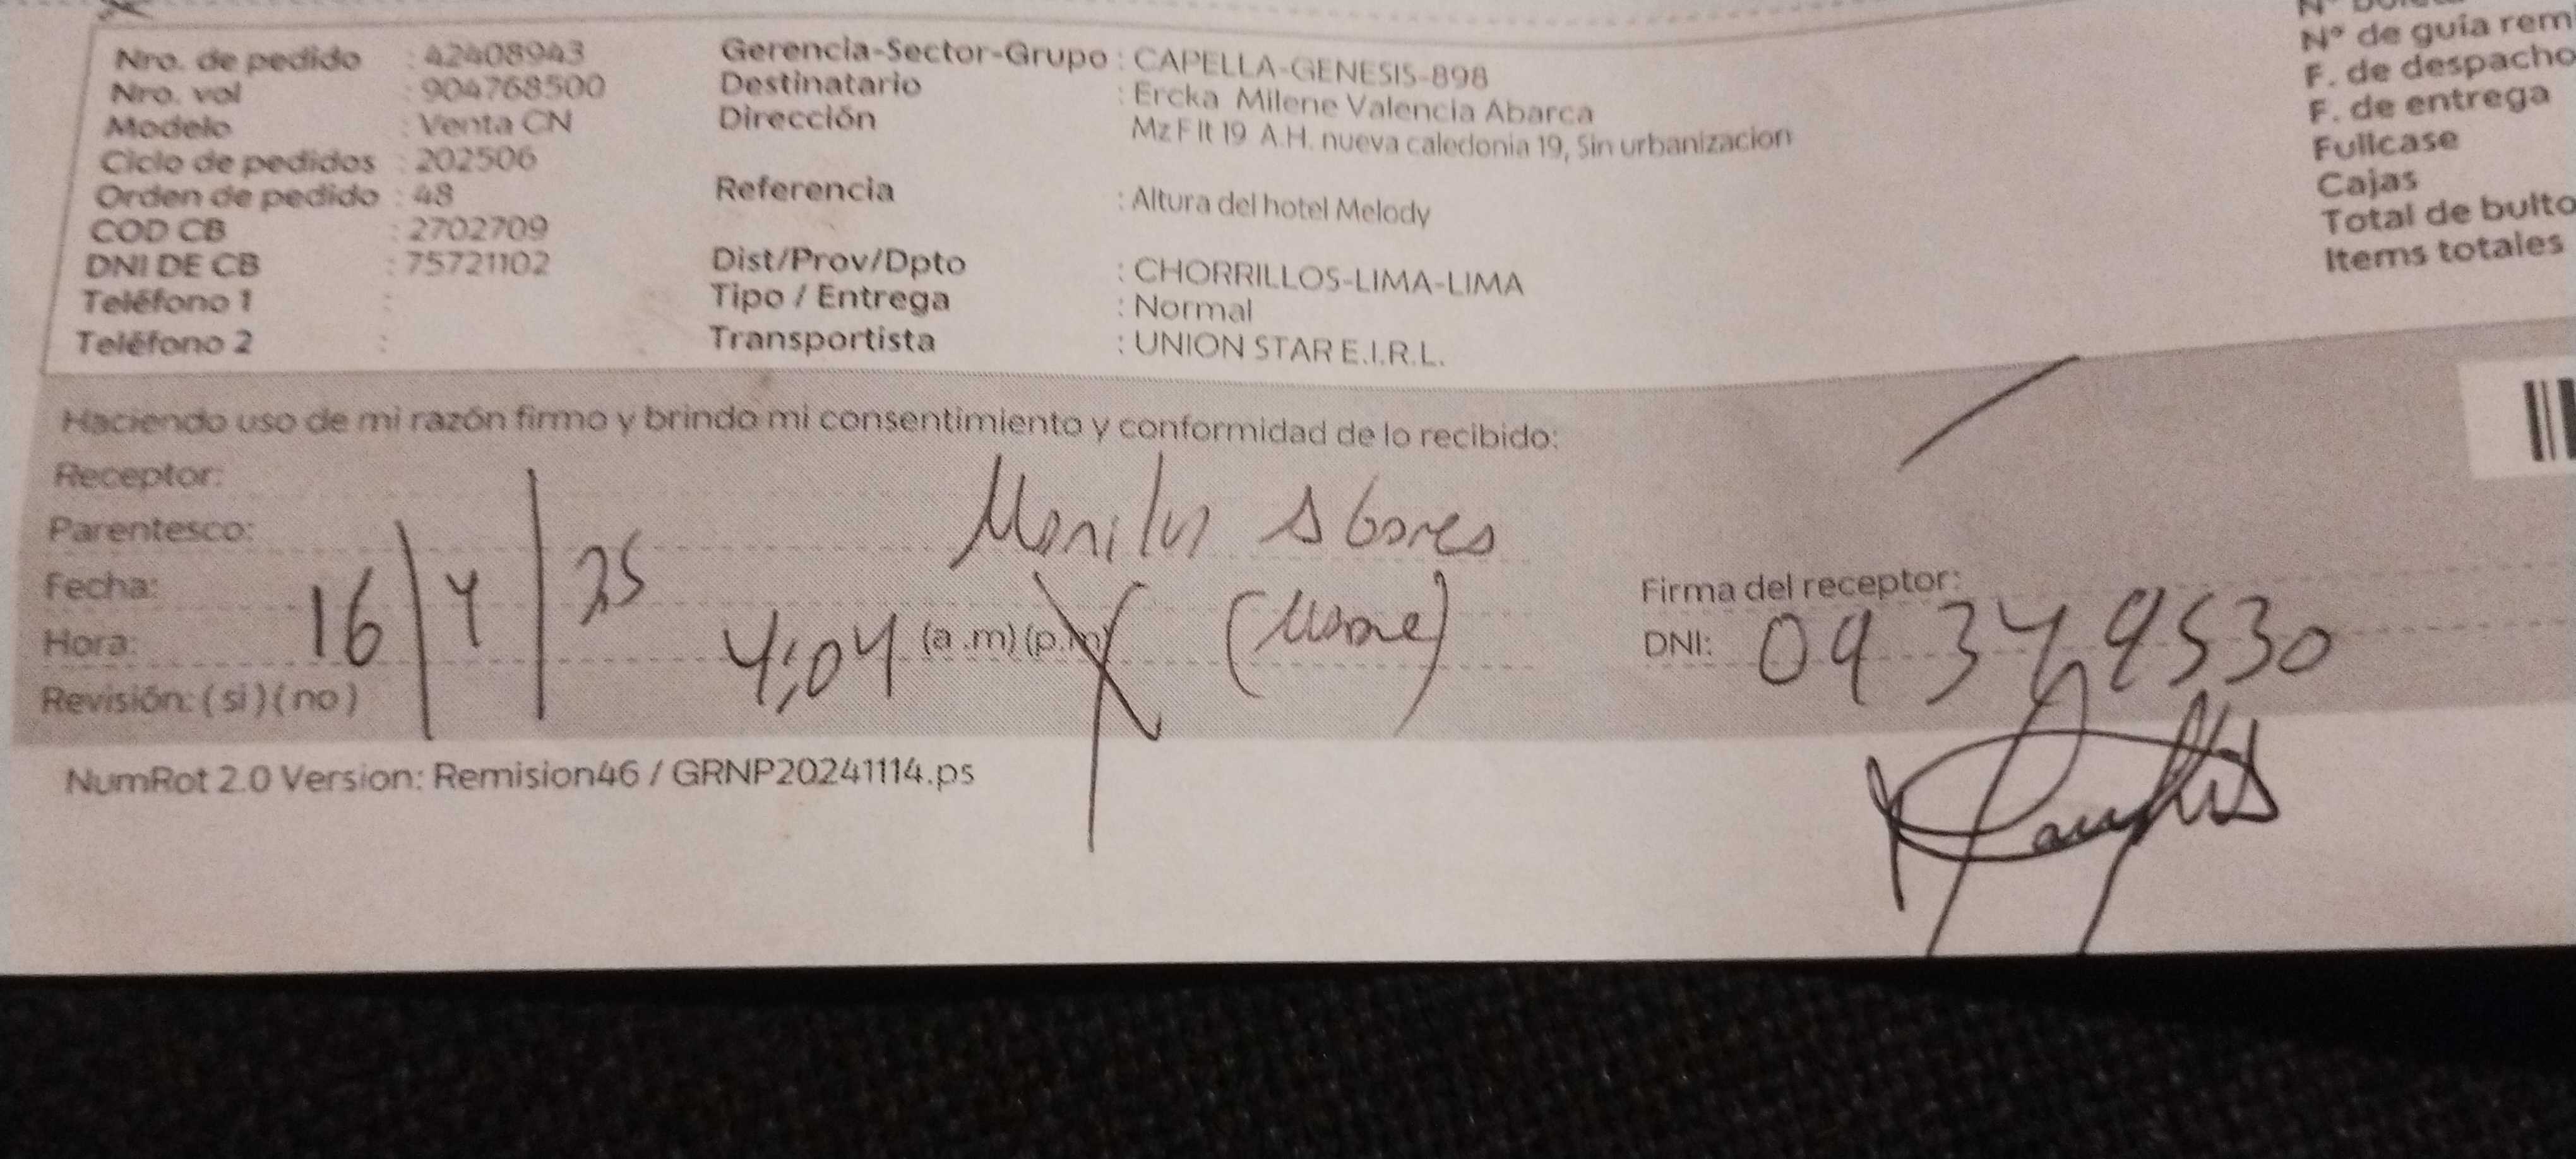 Nro. de pedido : 42408943
Nro. vol : 904768500
Modelo : Venta CN
Ciclo de pedidos : 202506
Orden de pedido : 48
COD CB : 2702709
DNI DE CB : 75721102
Teléfono 1 :
Teléfono 2 :
Gerencia-Sector-Grupo : CAPELLA-GENESIS-898
Destinatario : Ercka Milene Valencia Abarca
Dirección Mz F lt 19 A.H. nueva caledonia 19, Sin urbanizacion
Referencia : Altura del hotel Melody
Dist/Prov/Dpto : CHORRILLOS-LIMA-LIMA
Tipo / Entrega : Normal
Transportista : UNION STAR E.I.R.L.
N° de guía rem
F. de despacho
F. de entrega
Fullcase
Cajas
Total de bulto
Items totales
Haciendo uso de mi razón firmo y brindo mi consentimiento y conformidad de lo recibido:
Receptor:
Parentesco:
Fecha: 16/4/25
Hora: 4:04 (a.m) (p.m)
Revisión: ( si ) ( no )
Firma del receptor:
DNI:
NumRot 2.0 Version: Remision46 / GRNP20241114.ps